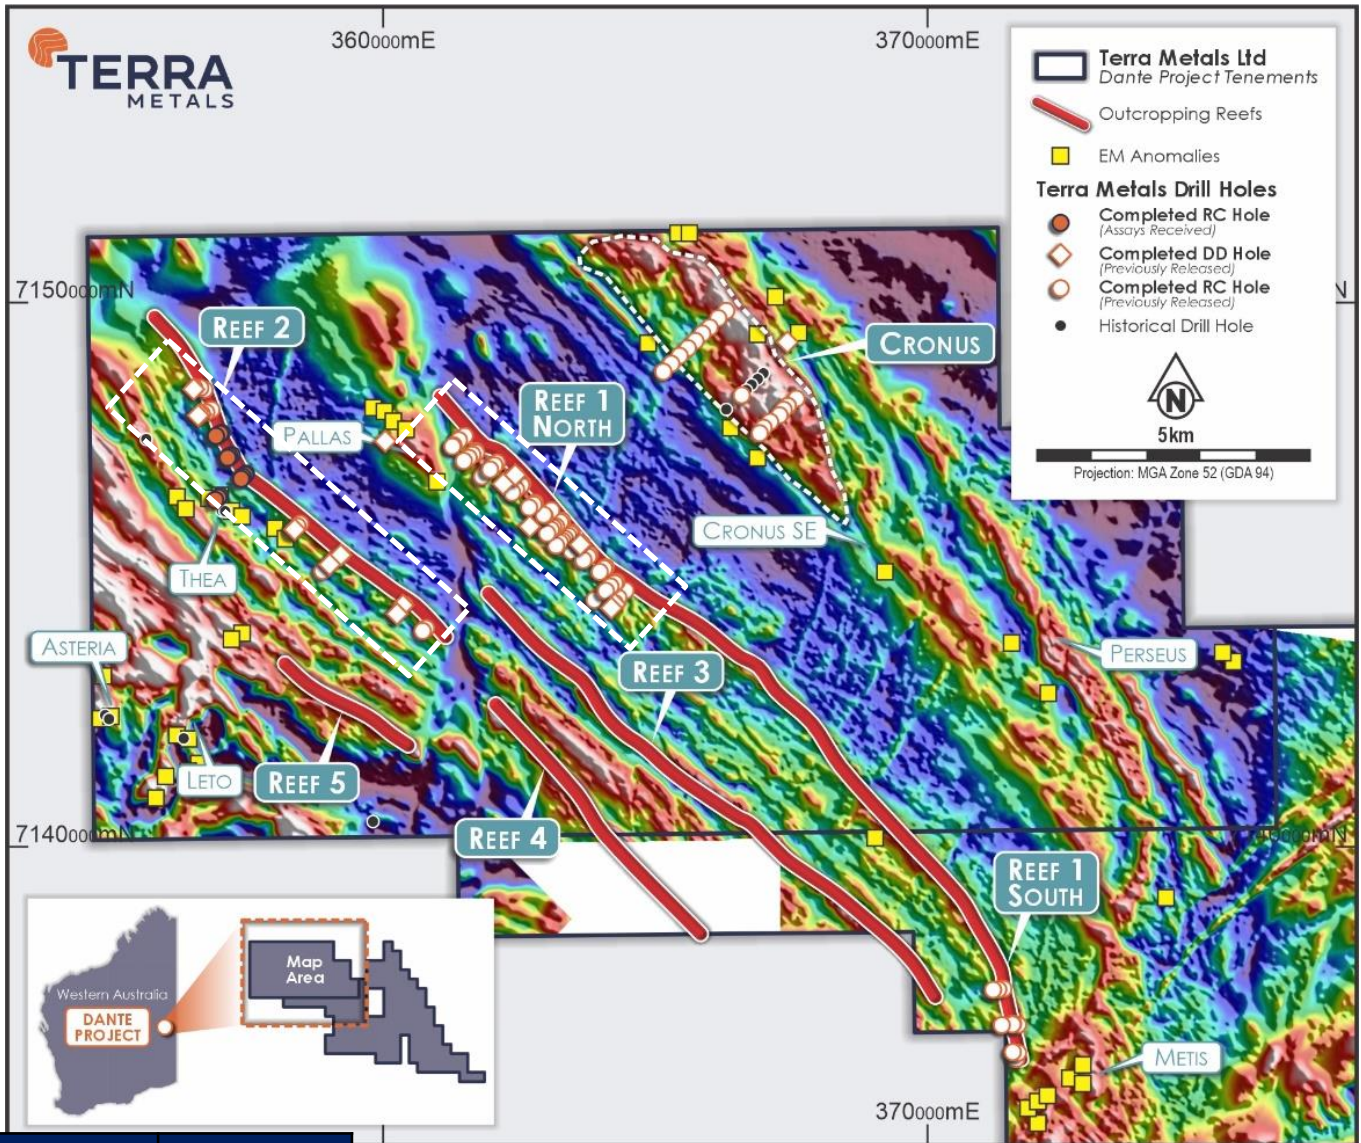 TERRA
METALS
360000mE
370000mE
Terra Metals Ltd
Dante Project Tenements
Outcropping Reefs
EM Anomalies
Terra Metals Drill Holes
Completed RC Hole
(Assays Received)
Completed DD Hole
(Previously Released)
Completed RC Hole
(Previously Released)
Historical Drill Hole
N
5km
Projection: MGA Zone 52 (GDA 94)
7150000mN
N
REEF 2
CRONUS
REEF 1
NORTH
PALLAS
CRONUS SE
THEA
ASTERIA
PERSEUS
REEF 3
LETO
REEF 5
REEF 4
7140000mN
0000mN
REEF 1
SOUTH
Map
Area
Western Australia
DANTE
PROJECT
METIS
370000mE